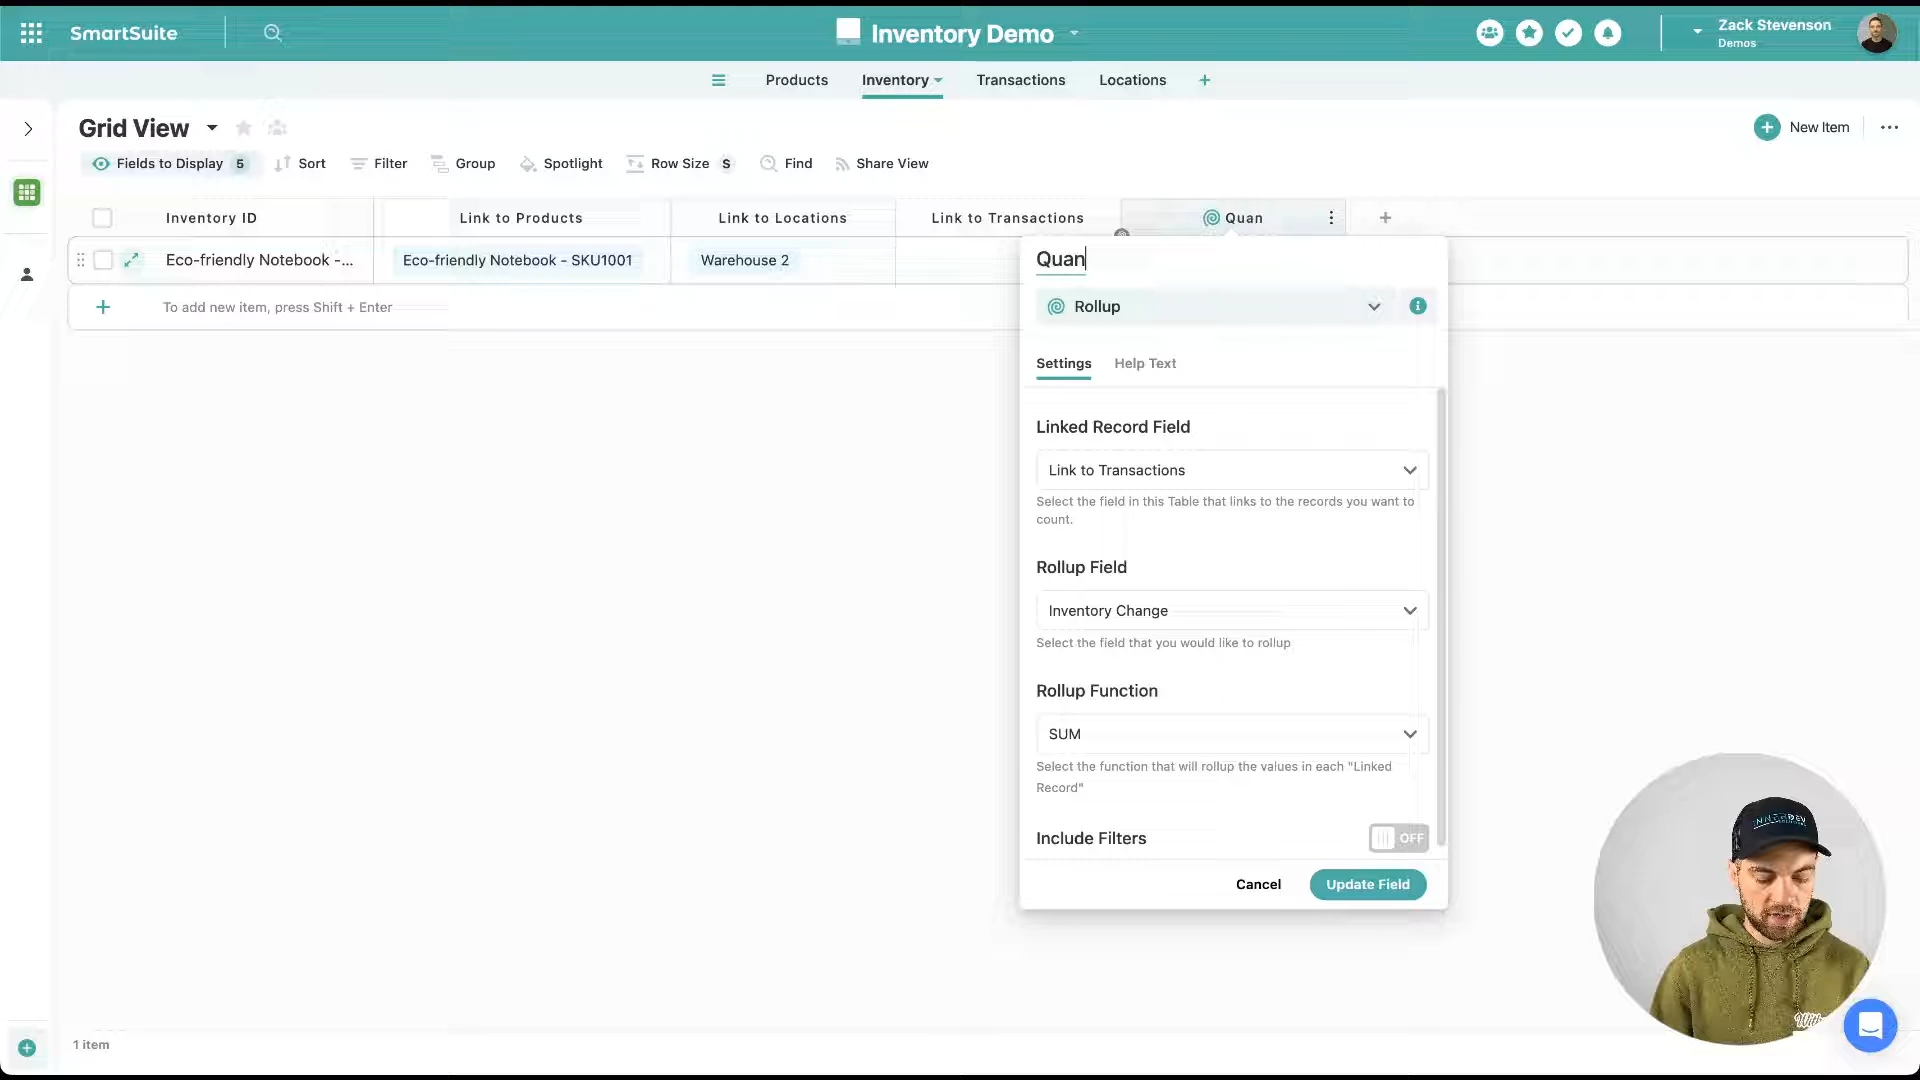 SmartSuite
Inventory Demo
Zack Stevenson
Demos
Products
Inventory
Transactions
Locations
Grid View
New Item
Fields to Display 5
Sort
Filter
Group
Spotlight
Row Size S
Find
Share View
Inventory ID
Link to Products
Link to Locations
Link to Transactions
Quan
Eco-friendly Notebook -...
Eco-friendly Notebook - SKU1001
Warehouse 2
To add new item, press Shift + Enter
Quan
Rollup
Settings
Help Text
Linked Record Field
Link to Transactions
Select the field in this Table that links to the records you want to
count.
Rollup Field
Inventory Change
Select the field that you would like to rollup
Rollup Function
SUM
Select the function that will rollup the values in each "Linked
Record"
Include Filters
OFF
Cancel
Update Field
1 item